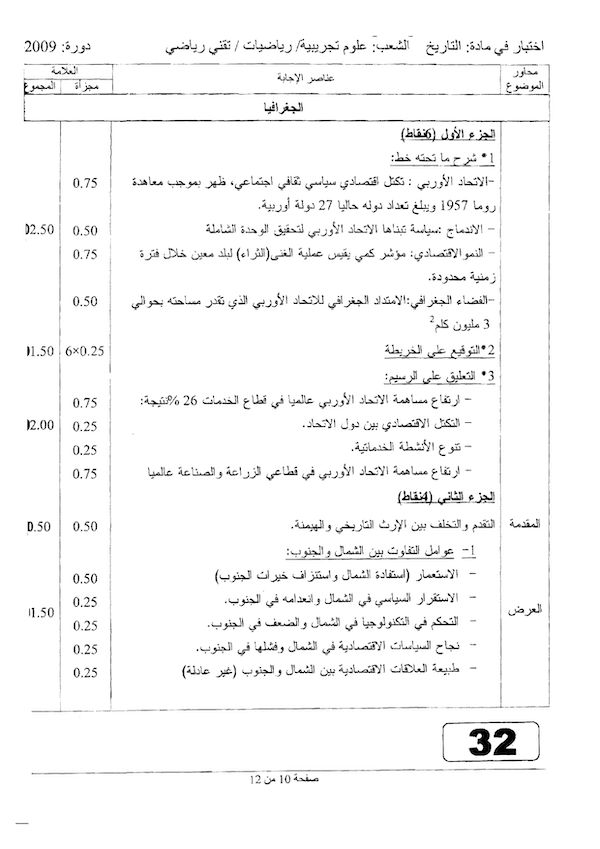 اختبار في مادة: التاريخ الشعب: علوم تجريبية/ رياضيات / تقني رياضي دورة: 2009
محاور الموضوع
عناصر الإجابة
العلامة
مجزأة
المجموع
الجغرافيا
الجزء الأول (6نقاط)
1* شرح ما تحته خط:
-الاتحاد الأوربي : تكتل اقتصادي سياسي ثقافي اجتماعي، ظهر بموجب معاهدة 0.75
روما 1957 ويبلغ تعداد دوله حاليا 27 دولة أوربية.
- الاندماج :سياسة تبناها الاتحاد الأوربي لتحقيق الوحدة الشاملة 0.50 02.50
- النموالاقتصادي: مؤشر كمي يقيس عملية الغنى(الثراء) لبلد معين خلال فترة 0.75
زمنية محدودة.
-الفضاء الجغرافي:الامتداد الجغرافي للاتحاد الأوربي الذي تقدر مساحته بحوالي 0.50
3 مليون كلم2
2*التوقيع على الخريطة 6×0.25 01.50
3* التعليق على الرسيم:
- ارتفاع مساهمة الاتحاد الأوربي عالميا في قطاع الخدمات 26 %نتيجة: 0.75
- التكتل الاقتصادي بين دول الاتحاد. 0.25 02.00
- تنوع الأنشطة الخدماتية. 0.25
- ارتفاع مساهمة الاتحاد الأوربي في قطاعي الزراعة والصناعة عالميا 0.75
الجزء الثاني (4نقاط)
المقدمة التقدم والتخلف بين الإرث التاريخي والهيمنة. 0.50 0.50
1- عوامل التفاوت بين الشمال والجنوب:
- الاستعمار (استفادة الشمال واستنزاف خيرات الجنوب) 0.50
- الاستقرار السياسي في الشمال وانعدامه في الجنوب. 0.25
العرض 01.50
- التحكم في التكنولوجيا في الشمال والضعف في الجنوب. 0.25
- نجاح السياسات الاقتصادية في الشمال وفشلها في الجنوب. 0.25
- طبيعة العلاقات الاقتصادية بين الشمال والجنوب (غير عادلة) 0.25
32
صفحة 10 من 12